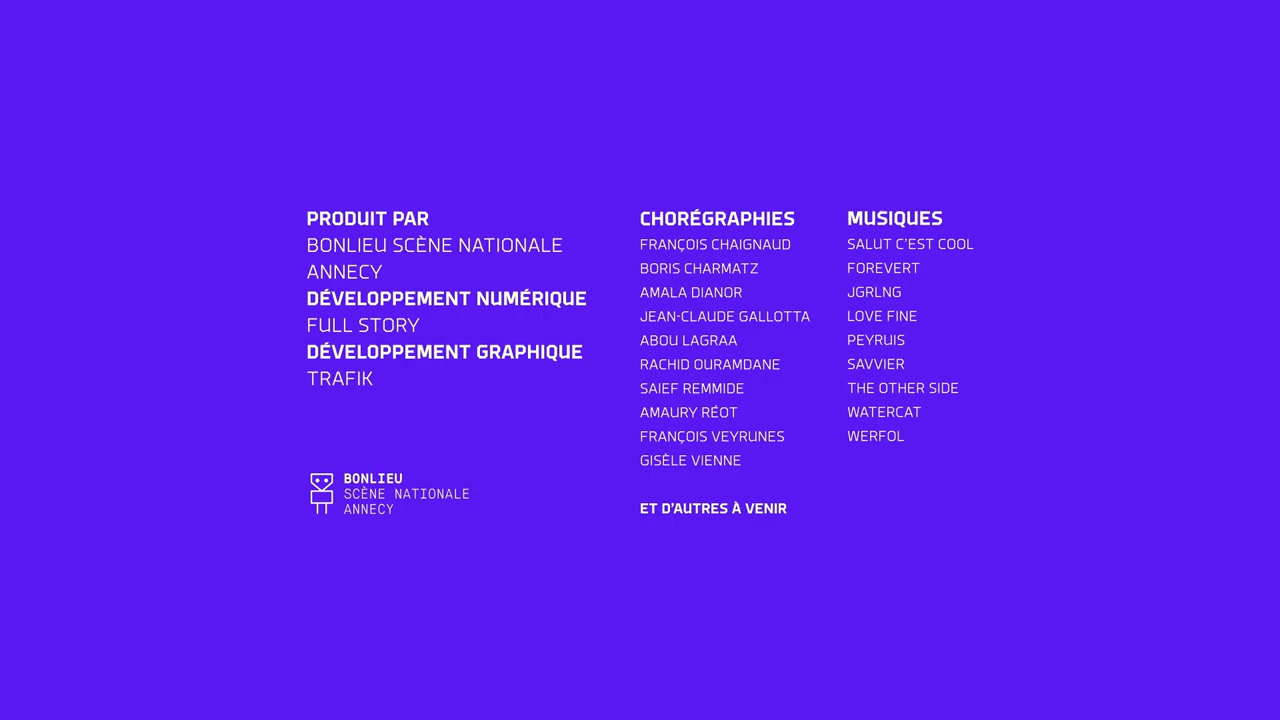 PRODUIT PAR
BONLIEU SCÈNE NATIONALE
ANNECY
DÉVELOPPEMENT NUMÉRIQUE
FULL STORY
DÉVELOPPEMENT GRAPHIQUE
TRAFIK
BONLIEU
SCÈNE NATIONALE
ANNECY
CHORÉGRAPHIES
FRANÇOIS CHAIGNAUD
BORIS CHARMATZ
AMALA DIANOR
JEAN-CLAUDE GALLOTTA
ABOU LAGRAA
RACHID OURAMDANE
SAIEF REMMIDE
AMAURY RÉOT
FRANÇOIS VEYRUNES
GISÈLE VIENNE
ET D'AUTRES À VENIR
MUSIQUES
SALUT C'EST COOL
FOREVERT
JGRLNG
LOVE FINE
PEYRUIS
SAVVIER
THE OTHER SIDE
WATERCAT
WERFOL